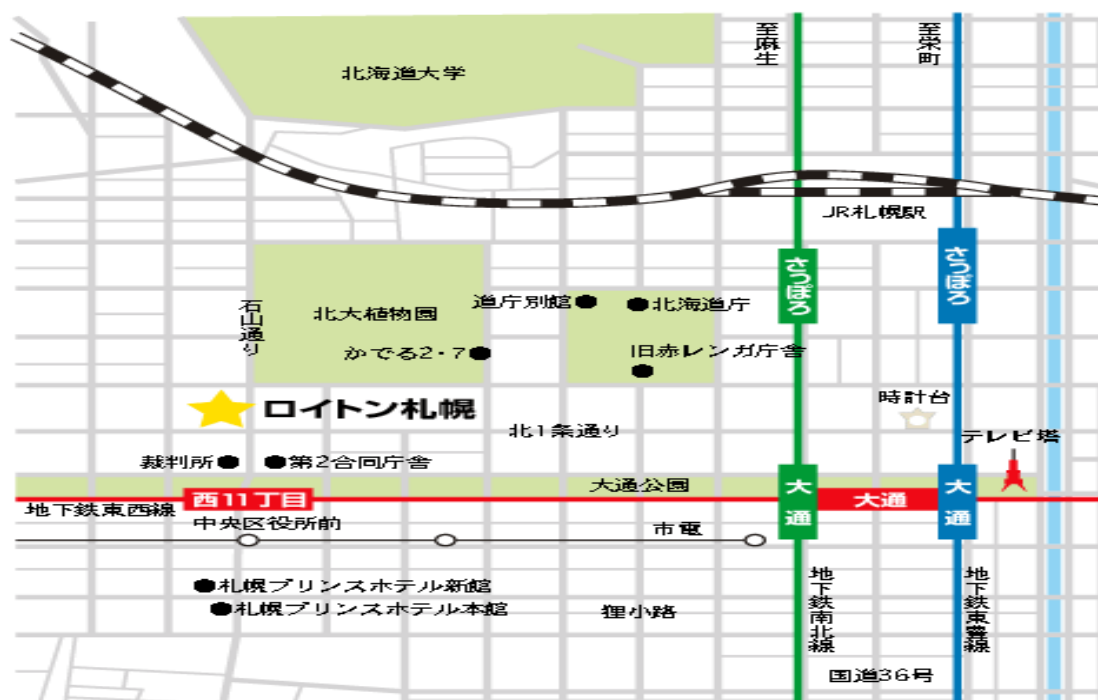 至麻生
至栄町
北海道大学
JR札幌駅
さっぽろ
さっぽろ
石山通り
北大植物園
道庁別館
北海道庁
かでる2・7
旧赤レンガ庁舎
時計台
ロイトン札幌
北1条通り
テレビ塔
裁判所
第2合同庁舎
大通公園
西11丁目
大通
大通
大通
地下鉄東西線
中央区役所前
市電
札幌プリンスホテル新館
札幌プリンスホテル本館
狸小路
地下鉄南北線
地下鉄東豊線
国道36号